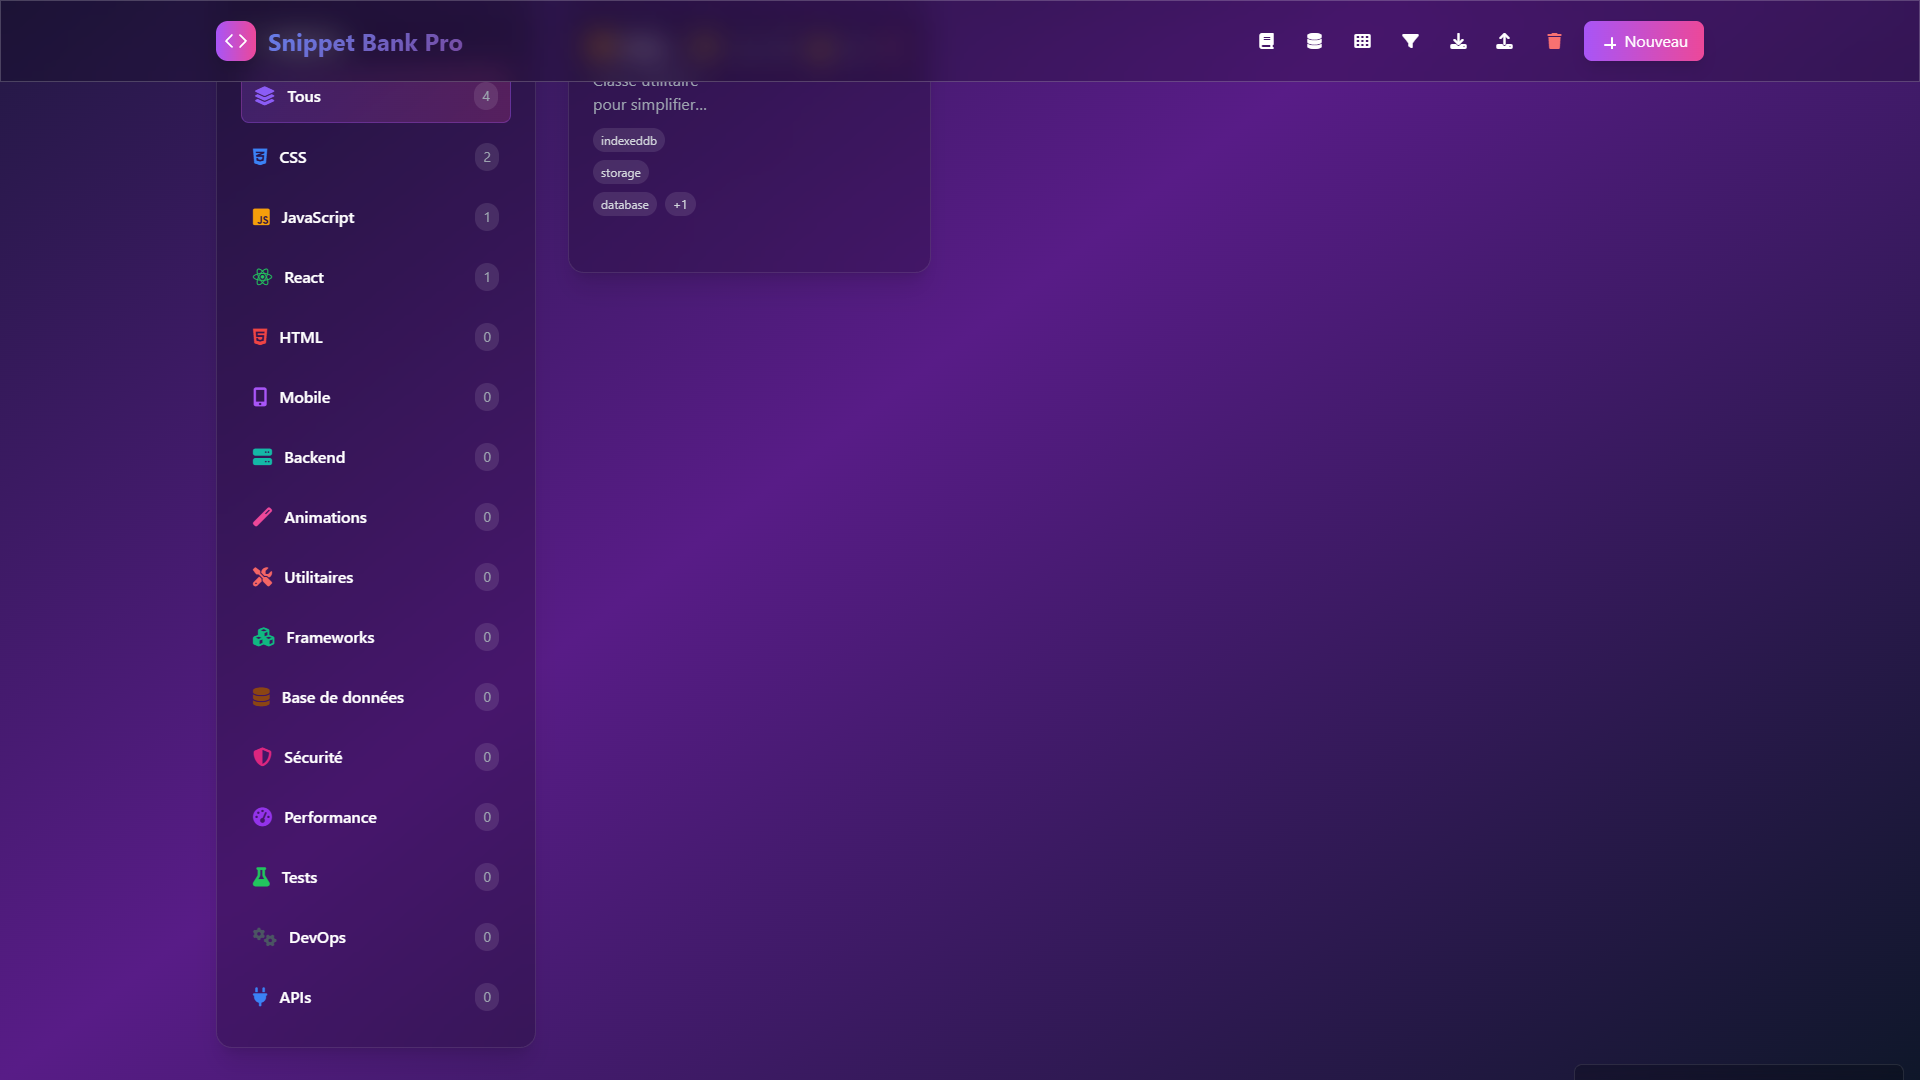 Snippet Bank Pro
Nouveau
Tous 4
CSS 2
JavaScript 1
React 1
HTML 0
Mobile 0
Backend 0
Animations 0
Utilitaires 0
Frameworks 0
Base de données 0
Sécurité 0
Performance 0
Tests 0
DevOps 0
APIs 0
Classe utilitaire
pour simplifier...
indexeddb
storage
database +1